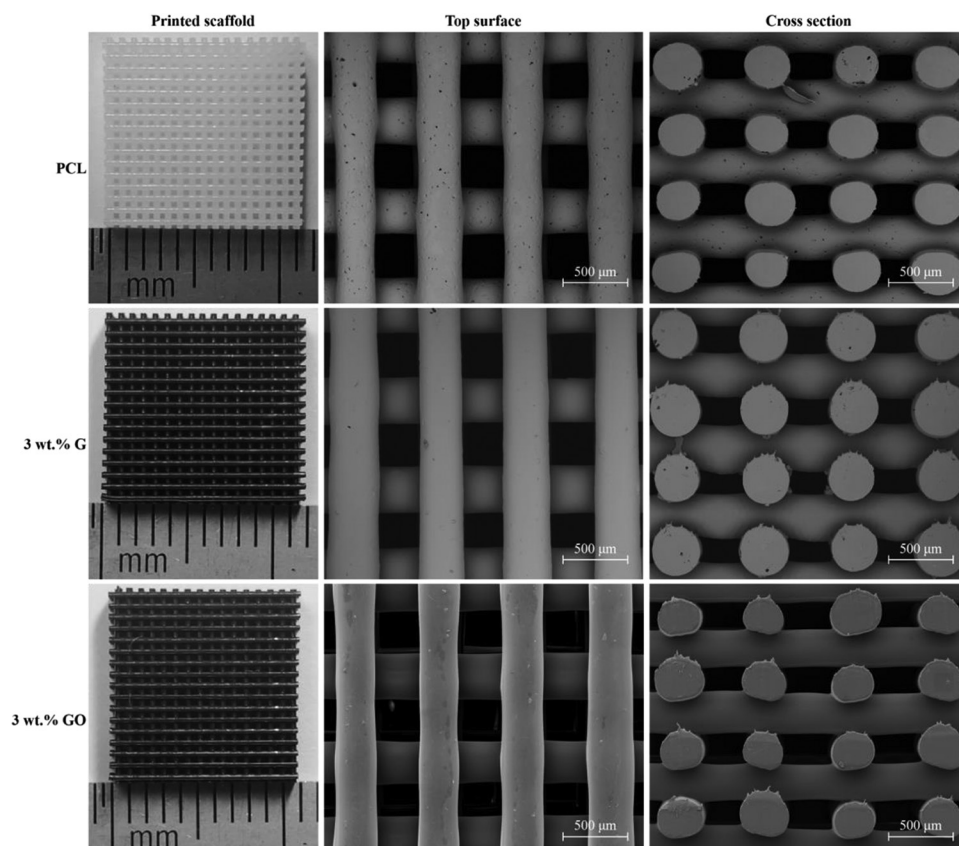 Printed scaffold
Top surface
Cross section
PCL
mm
500 μm
500 μm
3 wt.% G
mm
500 μm
500 μm
3 wt.% GO
mm
500 μm
500 μm